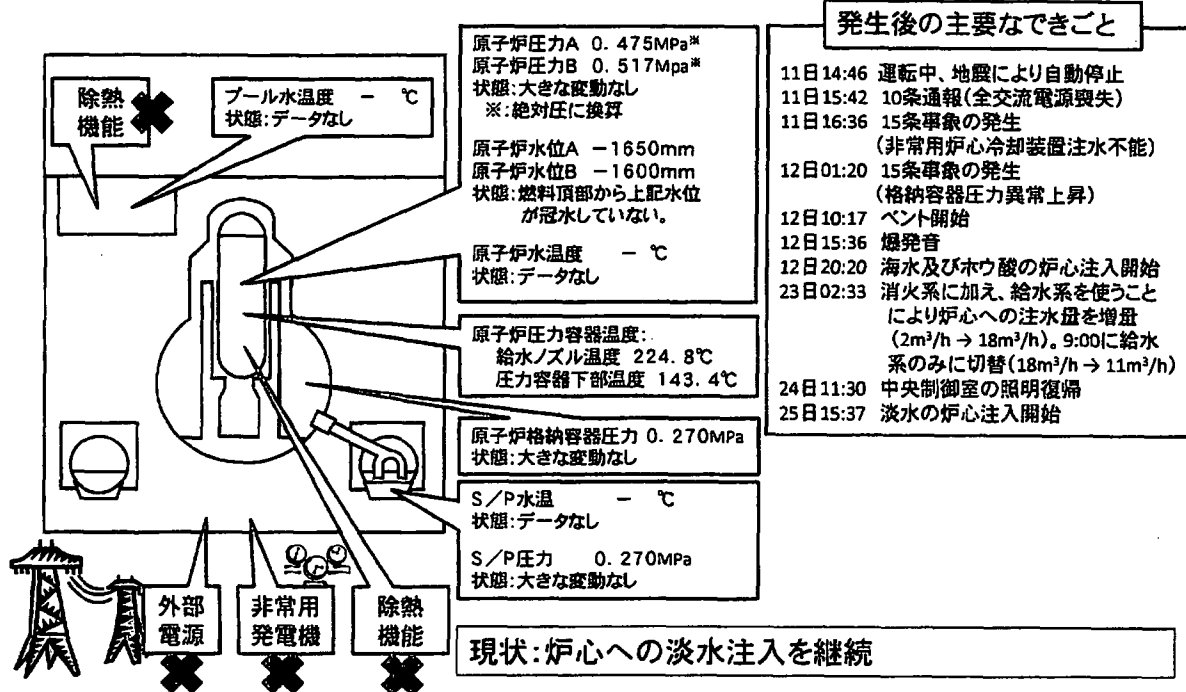 発生後の主要なできごと
11日14:46 運転中、地震により自動停止
11日15:42 10条通報(全交流電源喪失)
11日16:36 15条事象の発生
(非常用炉心冷却装置注水不能)
12日01:20 15条事象の発生
(格納容器圧力異常上昇)
12日10:17 ベント開始
12日15:36 爆発音
12日20:20 海水及びホウ酸の炉心注入開始
23日02:33 消火系に加え、給水系を使うこと
により炉心への注水量を増量
(2m³/h → 18m³/h)。9:00に給水
系のみに切替(18m³/h → 11m³/h)
24日11:30 中央制御室の照明復帰
25日15:37 淡水の炉心注入開始
除熱
機能
プール水温度 － ℃
状態:データなし
原子炉圧力A 0.475MPa※
原子炉圧力B 0.517MPa※
状態:大きな変動なし
※:絶対圧に換算
原子炉水位A －1650mm
原子炉水位B －1600mm
状態:燃料頂部から上記水位
が冠水していない。
原子炉水温度 － ℃
状態:データなし
原子炉圧力容器温度:
給水ノズル温度 224.8℃
圧力容器下部温度 143.4℃
原子炉格納容器圧力 0.270MPa
状態:大きな変動なし
S／P水温 － ℃
状態:データなし
S／P圧力 0.270MPa
状態:大きな変動なし
外部
電源
非常用
発電機
除熱
機能
現状:炉心への淡水注入を継続